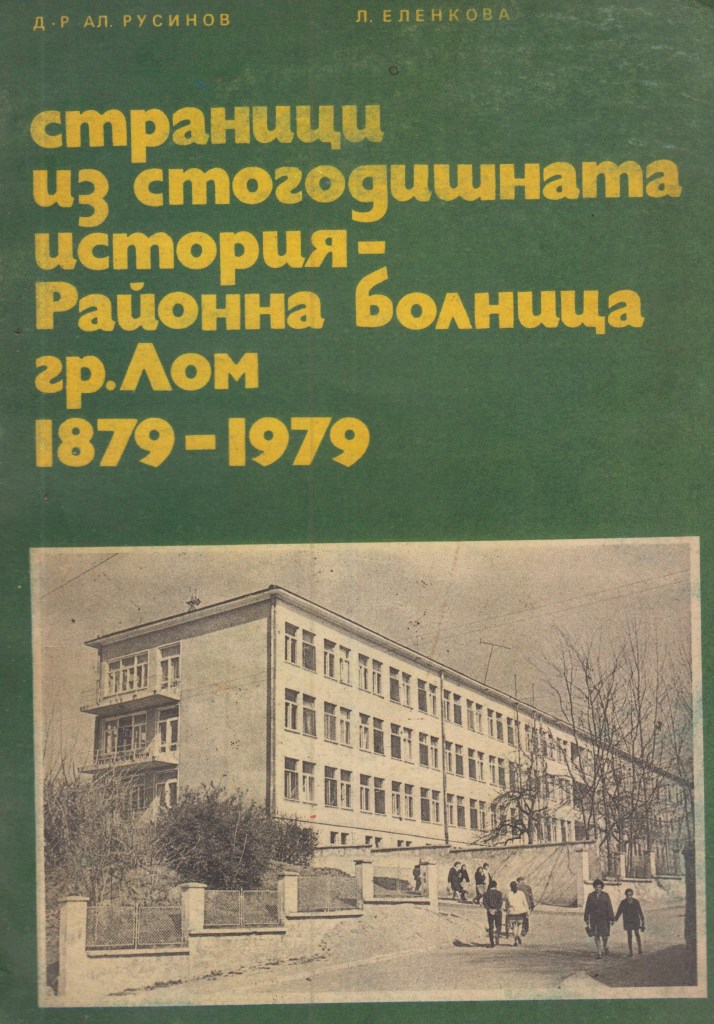 Д-Р АЛ. РУСИНОВ Л. ЕЛЕНКОВА
страници
из стогодишната
история-
Районна болница
гр. Лом
1879-1979